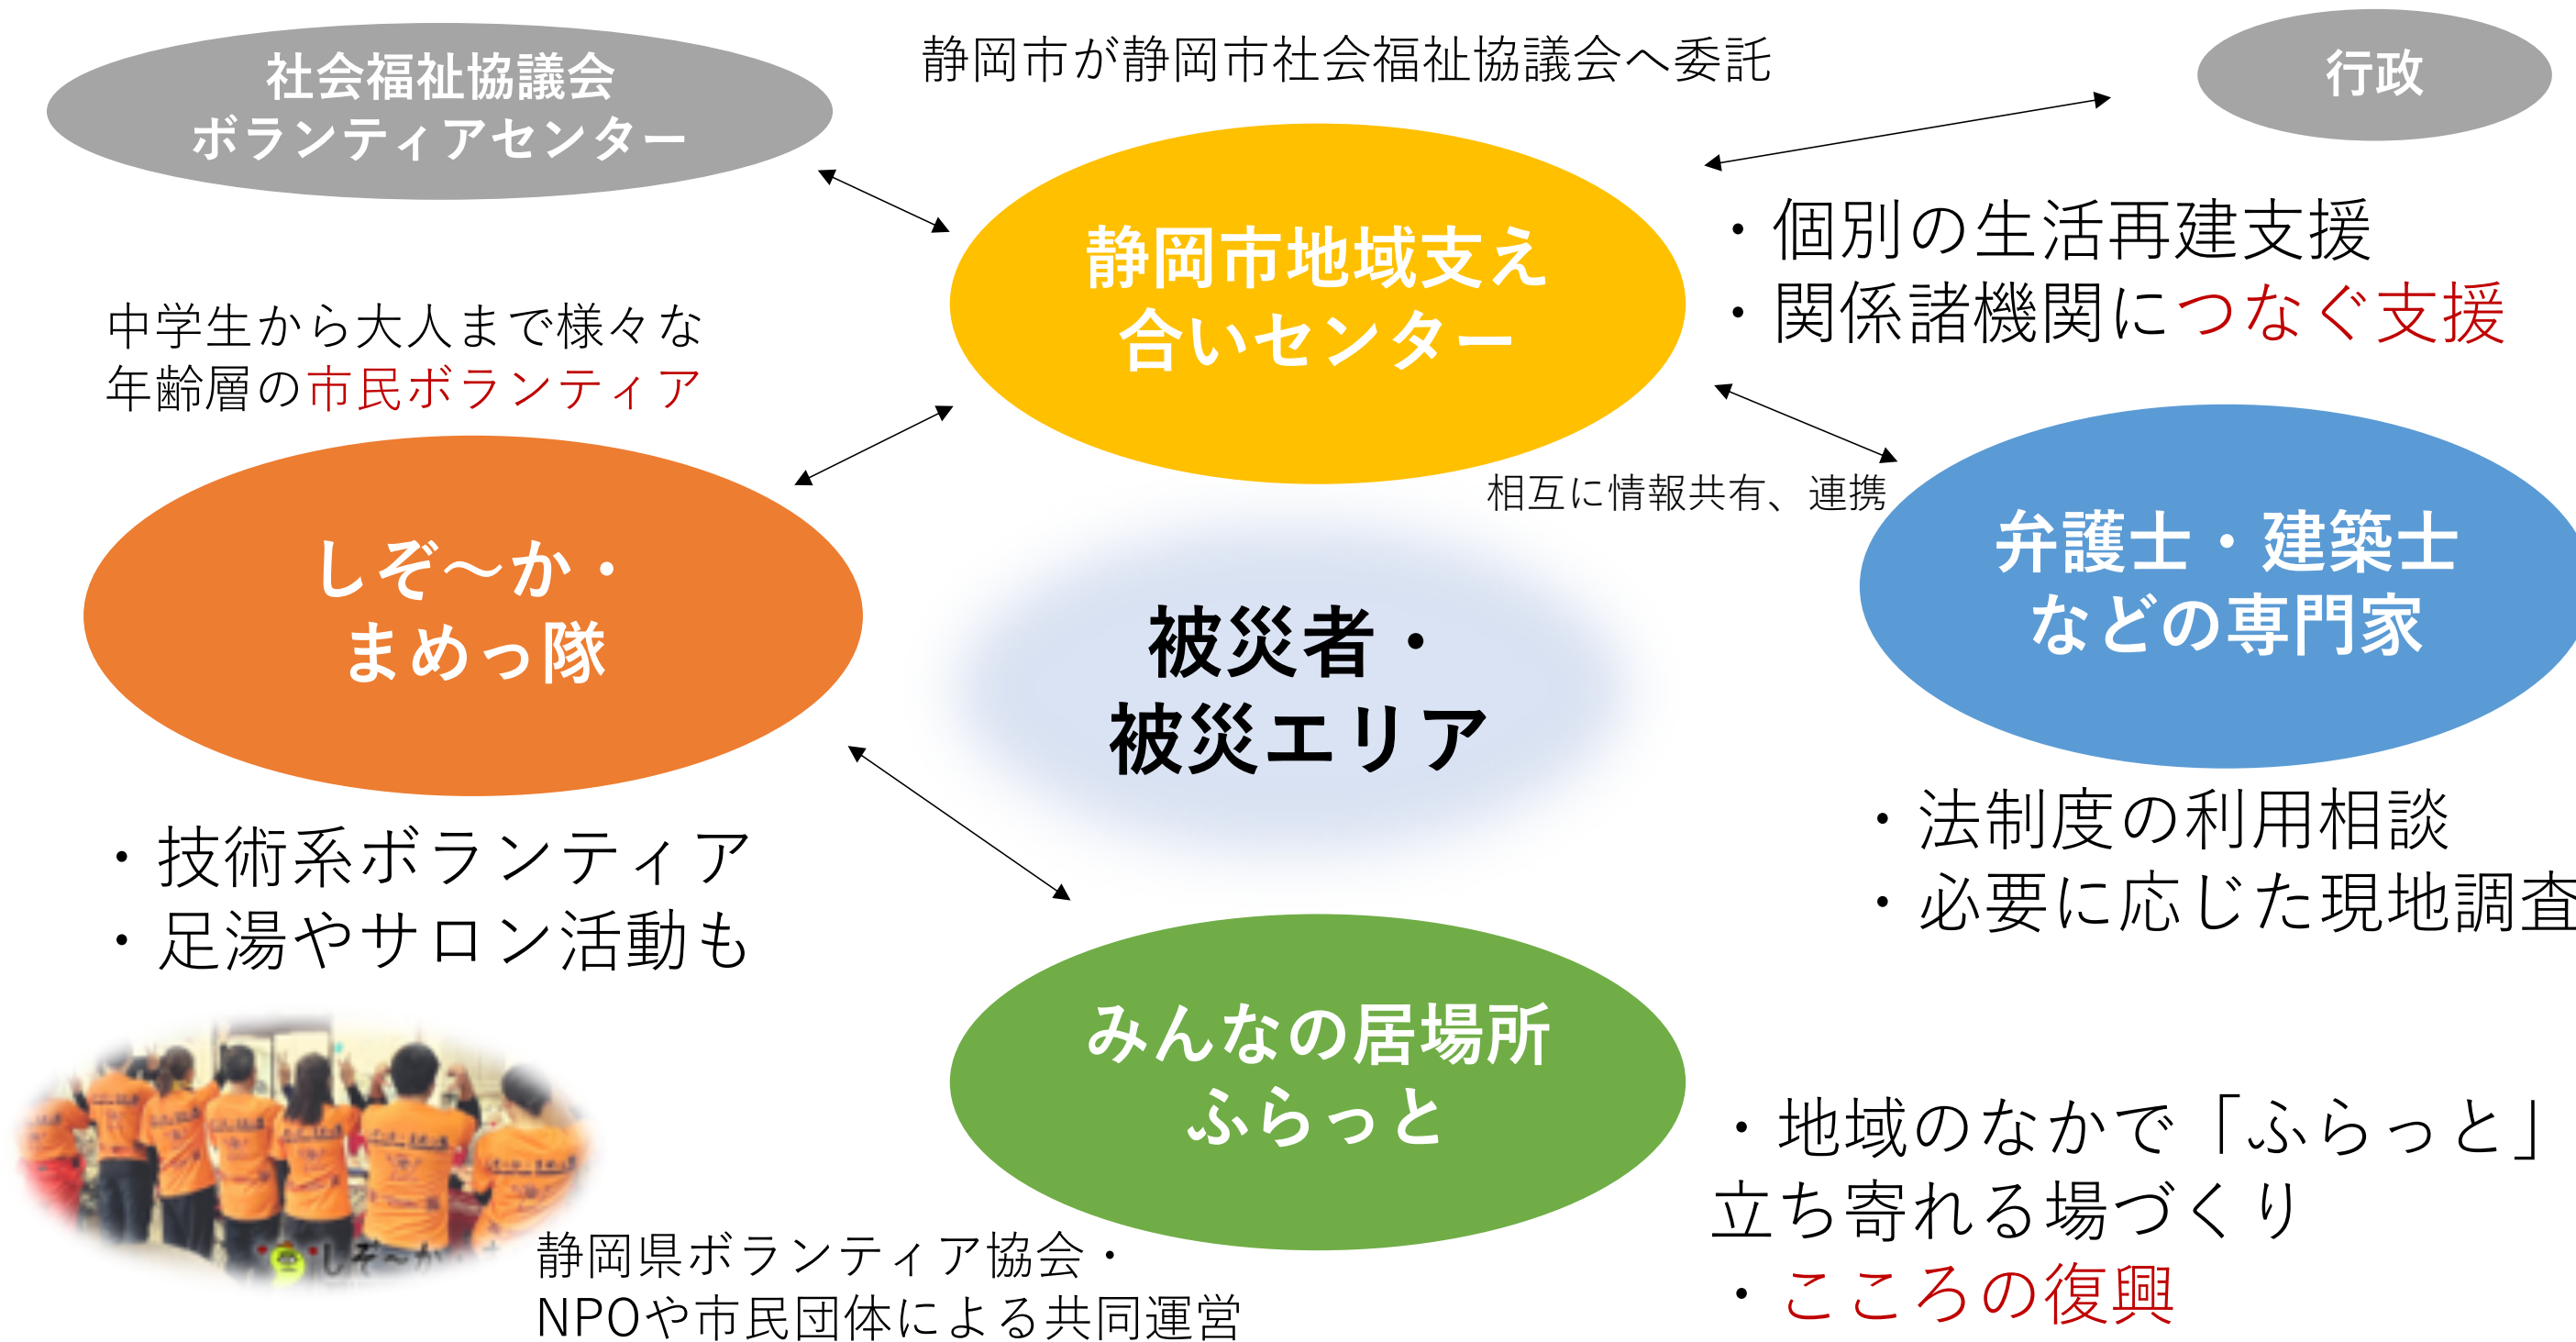 社会福祉協議会
ボランティアセンター
静岡市が静岡市社会福祉協議会へ委託
行政
静岡市地域支え
合いセンター
・個別の生活再建支援
・関係諸機関につなぐ支援
中学生から大人まで様々な
年齢層の市民ボランティア
相互に情報共有、連携
しぞ～か・
まめっ隊
弁護士・建築士
などの専門家
被災者・
被災エリア
・技術系ボランティア
・足湯やサロン活動も
・法制度の利用相談
・必要に応じた現地調査
みんなの居場所
ふらっと
・地域のなかで「ふらっと」
立ち寄れる場づくり
・こころの復興
しぞ～か
静岡県ボランティア協会・
NPOや市民団体による共同運営